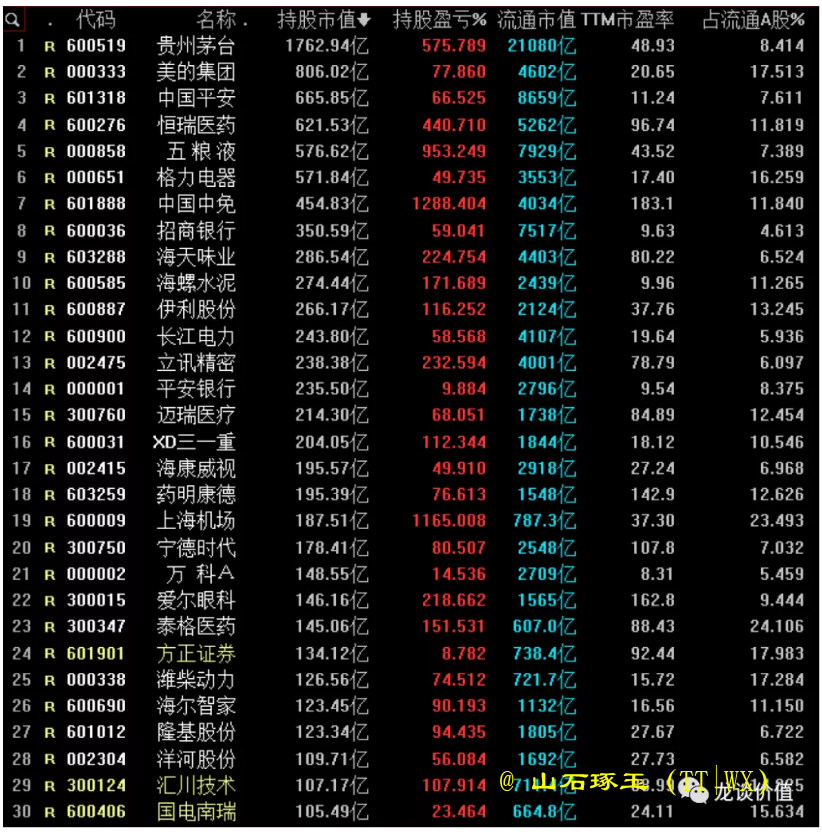 代码 名称 . 持股市值 持股盈亏% 流通市值 TTM市盈率 占流通A股%
1 R 600519 贵州茅台 1762.94亿 575.789 21080亿 48.93 8.414
2 R 000333 美的集团 806.02亿 77.860 4602亿 20.65 17.513
3 R 601318 中国平安 665.85亿 66.525 8659亿 11.24 7.611
4 R 600276 恒瑞医药 621.53亿 440.710 5262亿 96.74 11.819
5 R 000858 五 粮 液 576.62亿 953.249 7929亿 43.52 7.389
6 R 000651 格力电器 571.84亿 49.735 3553亿 17.40 16.259
7 R 601888 中国中免 454.83亿 1288.404 4034亿 183.1 11.840
8 R 600036 招商银行 350.59亿 59.041 7517亿 9.63 4.613
9 R 603288 海天味业 286.54亿 224.754 4403亿 80.22 6.524
10 R 600585 海螺水泥 274.44亿 171.689 2439亿 9.96 11.265
11 R 600887 伊利股份 266.17亿 116.252 2124亿 37.76 13.245
12 R 600900 长江电力 243.80亿 58.568 4107亿 19.64 5.936
13 R 002475 立讯精密 238.38亿 232.594 4001亿 78.79 6.097
14 R 000001 平安银行 235.50亿 9.884 2796亿 9.54 8.375
15 R 300760 迈瑞医疗 214.30亿 68.051 1738亿 84.89 12.454
16 R 600031 XD三一重 204.05亿 112.344 1844亿 18.12 10.546
17 R 002415 海康威视 195.57亿 49.910 2918亿 27.24 6.968
18 R 603259 药明康德 195.39亿 76.613 1548亿 142.9 12.626
19 R 600009 上海机场 187.51亿 1165.008 787.3亿 37.30 23.493
20 R 300750 宁德时代 178.41亿 80.507 2548亿 107.8 7.032
21 R 000002 万 科A 148.55亿 14.536 2709亿 8.31 5.459
22 R 300015 爱尔眼科 146.16亿 218.662 1565亿 162.8 9.444
23 R 300347 泰格医药 145.06亿 151.531 607.0亿 88.43 24.106
24 R 601901 方正证券 134.12亿 8.782 738.4亿 92.44 17.983
25 R 000338 潍柴动力 126.56亿 74.512 721.7亿 15.72 17.284
26 R 600690 海尔智家 123.45亿 90.193 1132亿 16.56 11.150
27 R 601012 隆基股份 123.34亿 94.435 1805亿 27.67 6.722
28 R 002304 洋河股份 109.71亿 56.084 1692亿 27.73 6.582
29 R 300124 汇川技术 107.17亿 107.914
@ 山石琢玉 (TT|WX)
龙谈价值
30 R 600406 国电南瑞 105.49亿 23.464 664.8亿 24.11 15.634